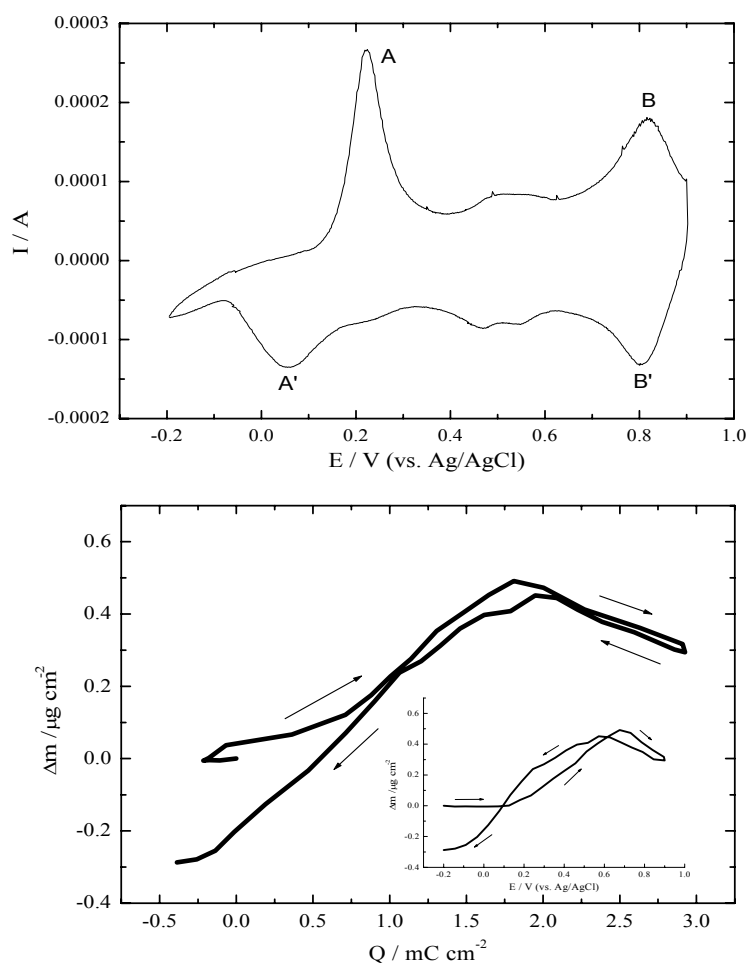 0.0003
0.0002
0.0001
0.0000
-0.0001
-0.0002
I / A
A
B
A'
B'
-0.2 0.0 0.2 0.4 0.6 0.8 1.0
E / V (vs. Ag/AgCl)
0.6
0.4
0.2
0.0
-0.2
-0.4
Δm /µg cm-2
0.6
0.4
0.2
0.0
-0.2
-0.4
Δm /µg cm-2
-0.2 0.0 0.2 0.4 0.6 0.8 1.0
E / V (vs. Ag/AgCl)
-0.5 0.0 0.5 1.0 1.5 2.0 2.5 3.0
Q / mC cm-2